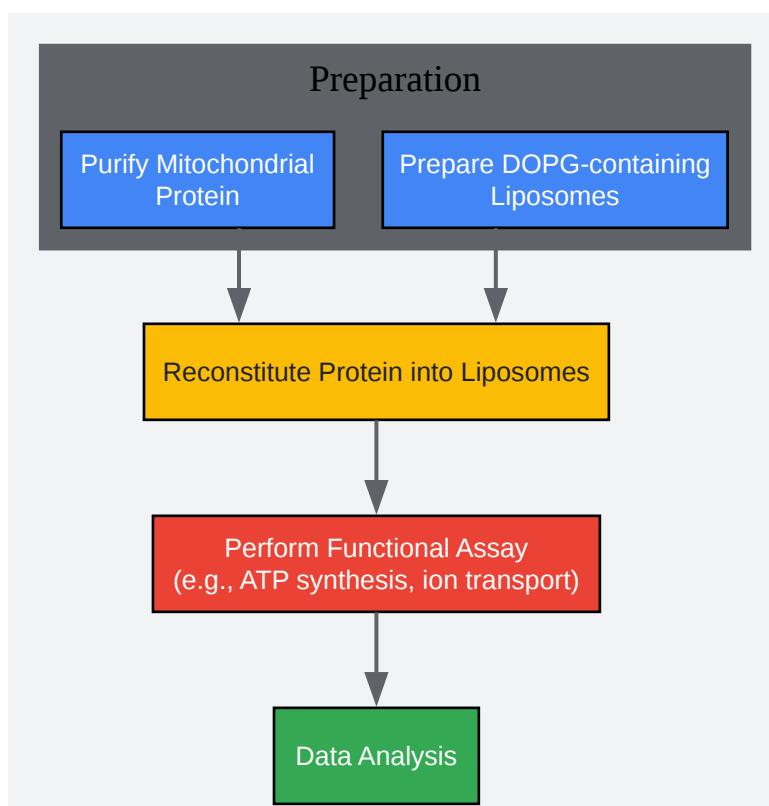 Preparation
Purify Mitochondrial
Protein
Prepare DOPG-containing
Liposomes
Reconstitute Protein into Liposomes
Perform Functional Assay
(e.g., ATP synthesis, ion transport)
Data Analysis